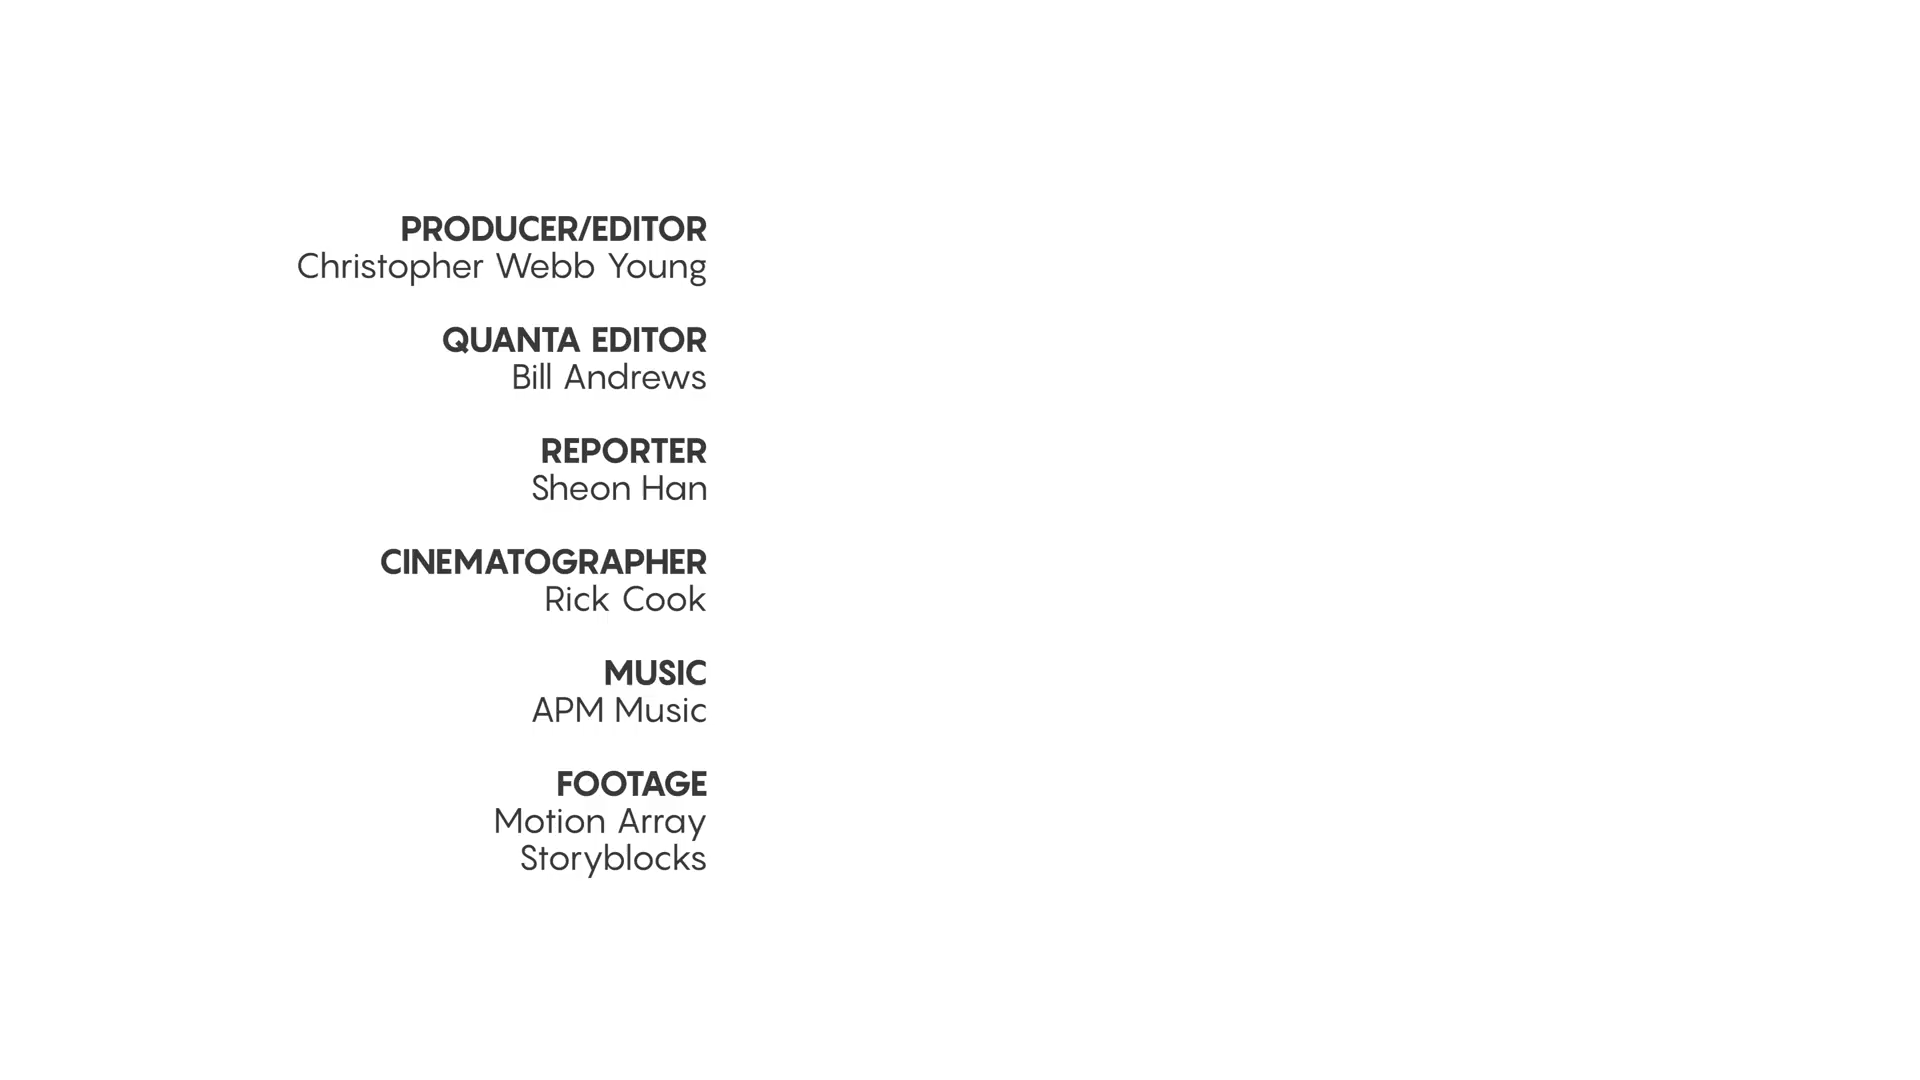 PRODUCER/EDITOR
Christopher Webb Young
QUANTA EDITOR
Bill Andrews
REPORTER
Sheon Han
CINEMATOGRAPHER
Rick Cook
MUSIC
APM Music
FOOTAGE
Motion Array
Storyblocks